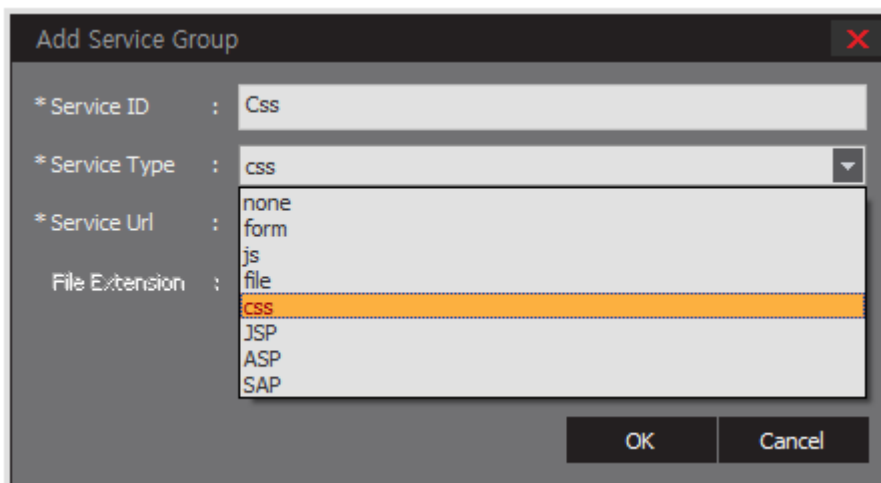 Add Service Group
* Service ID : Css
* Service Type : css
* Service Url :
File Extension :
none
form
js
file
css
JSP
ASP
SAP
OK Cancel